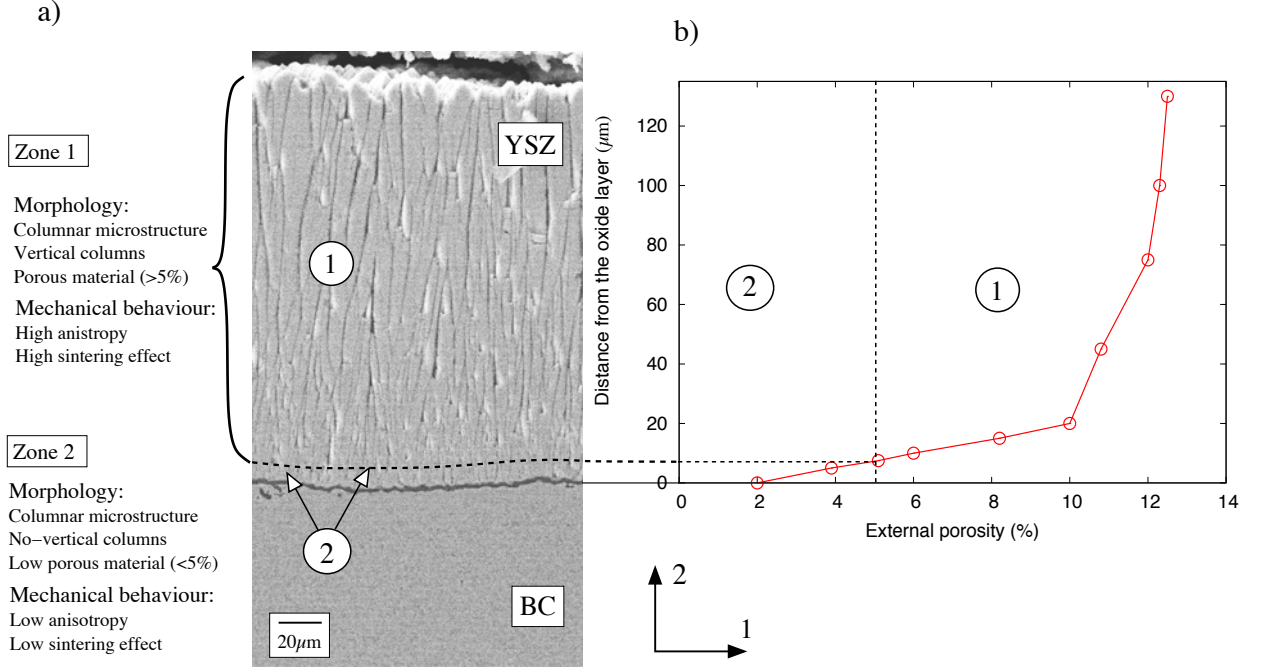 a)
Zone 1
Morphology:
Columnar microstructure
Vertical columns
Porous material (>5%)
Mechanical behaviour:
High anistropy
High sintering effect
Zone 2
Morphology:
Columnar microstructure
No−vertical columns
Low porous material (<5%)
Mechanical behaviour:
Low anisotropy
Low sintering effect
YSZ
1
2
BC
20μm
b)
Distance from the oxide layer (μm)
120
100
80
60
40
20
0
2
1
0 2 4 6 8 10 12 14
External porosity (%)
2
1